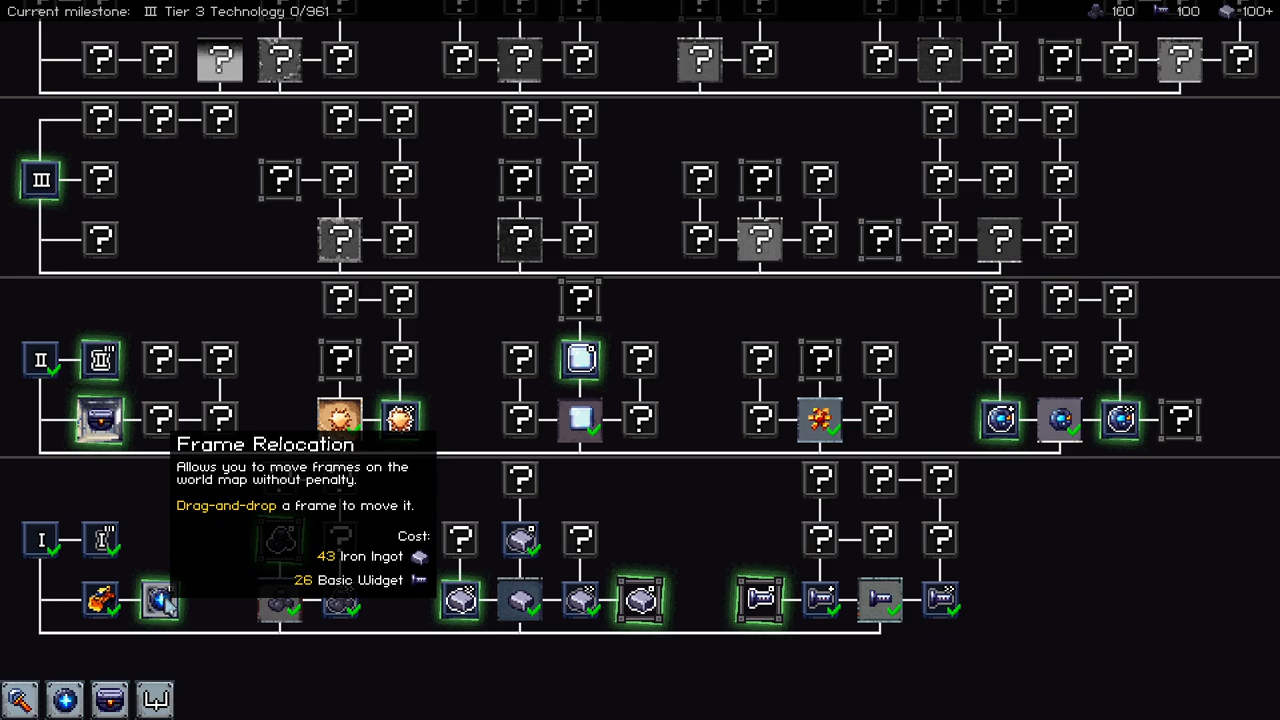 Current milestone: III Tier 3 Technology 0/961
100 100 100+
? ? ? ? ? ? ? ? ? ? ? ? ? ? ? ? ?
? ? ? ? ? ? ? ? ? ?
III ? ? ? ? ? ? ? ? ? ? ? ?
? ? ? ? ? ? ? ? ? ? ? ?
? ? ? ? ? ?
II III ? ? ? ? ? ? ? ? ? ? ? ?
? ? ? ? ? ? ?
Frame Relocation
Allows you to move frames on the
world map without penalty.
Drag-and-drop a frame to move it.
Cost:
43 Iron Ingot
26 Basic Widget
? ? ? ?
I I ? ? ? ? ? ?